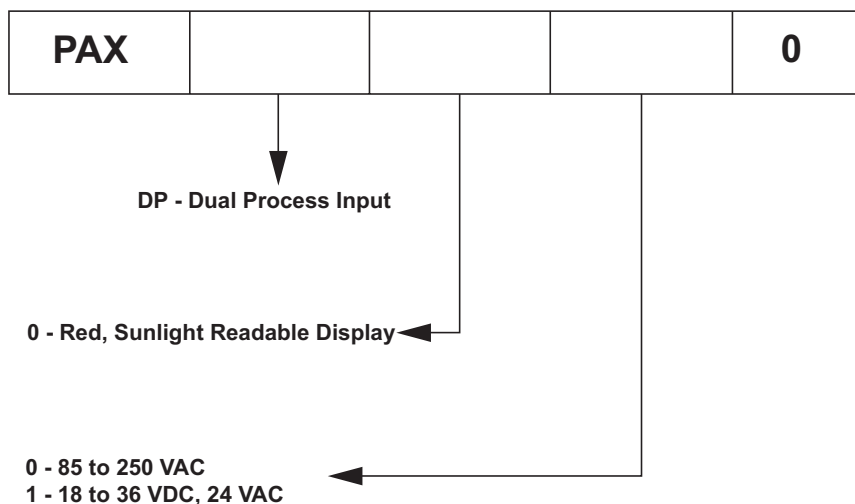 PAX 0
DP - Dual Process Input
0 - Red, Sunlight Readable Display
0 - 85 to 250 VAC
1 - 18 to 36 VDC, 24 VAC